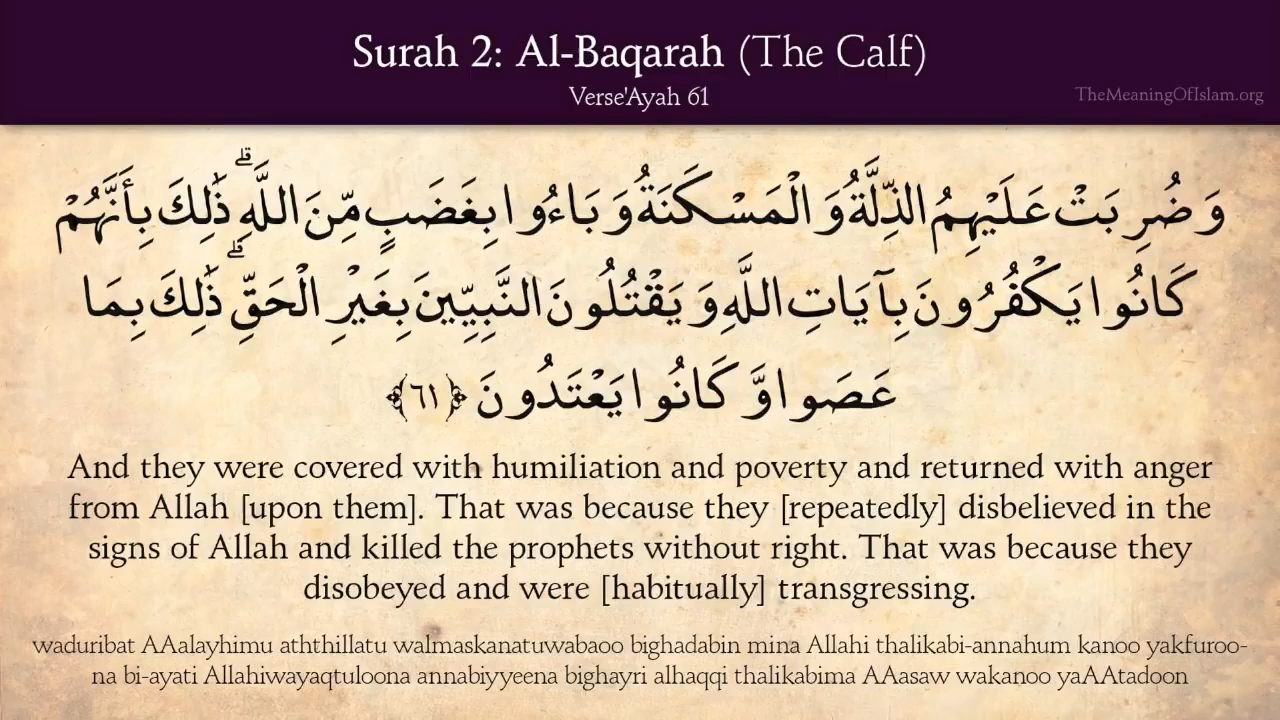 Surah 2: Al-Baqarah (The Calf)
Verse'Ayah 61
TheMeaningOfIslam.org
وَضُرِبَتْ عَلَيْهِمُ الذِّلَّةُ وَالْمَسْكَنَةُ وَبَاءُوا بِغَضَبٍ مِّنَ اللَّهِ ۗ ذَٰلِكَ بِأَنَّهُمْ
كَانُوا يَكْفُرُونَ بِآيَاتِ اللَّهِ وَيَقْتُلُونَ النَّبِيِّينَ بِغَيْرِ الْحَقِّ ۗ ذَٰلِكَ بِمَا
عَصَوا وَّكَانُوا يَعْتَدُونَ ﴿٦١﴾
And they were covered with humiliation and poverty and returned with anger
from Allah [upon them]. That was because they [repeatedly] disbelieved in the
signs of Allah and killed the prophets without right. That was because they
disobeyed and were [habitually] transgressing.
waduribat AAalayhimu aththillatu walmaskanatuwabaoo bighadabin mina Allahi thalikabi-annahum kanoo yakfuroo-
na bi-ayati Allahiwayaqtuloona annabiyyeena bighayri alhaqqi thalikabima AAasaw wakanoo yaAAtadoon